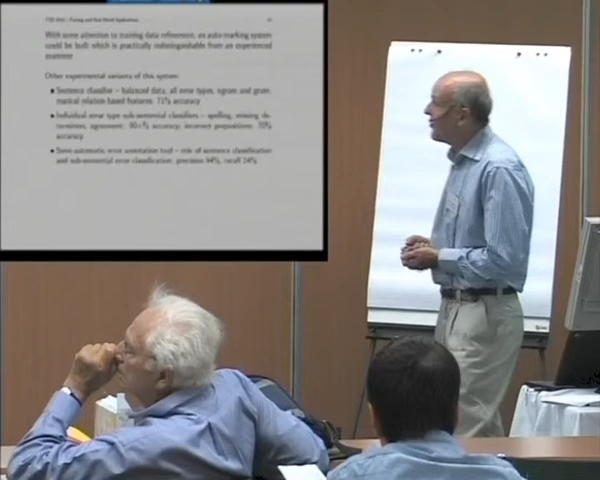 With some attention to training data refinement, an auto-marking system
could be built which is practically indistinguishable from an experienced
examiner
Other experimental variants of this system:
Sentence classifier – balanced data, all error types, ngram and gram-
matical relation-based features: 71% accuracy
Individual error type sub-sentential classifiers – spelling, missing de-
terminers, agreement: 90+% accuracy; incorrect prepositions: 70%
accuracy
Semi-automatic error annotation tool – mix of sentence classification
and sub-sentential error classification: precision 94%, recall